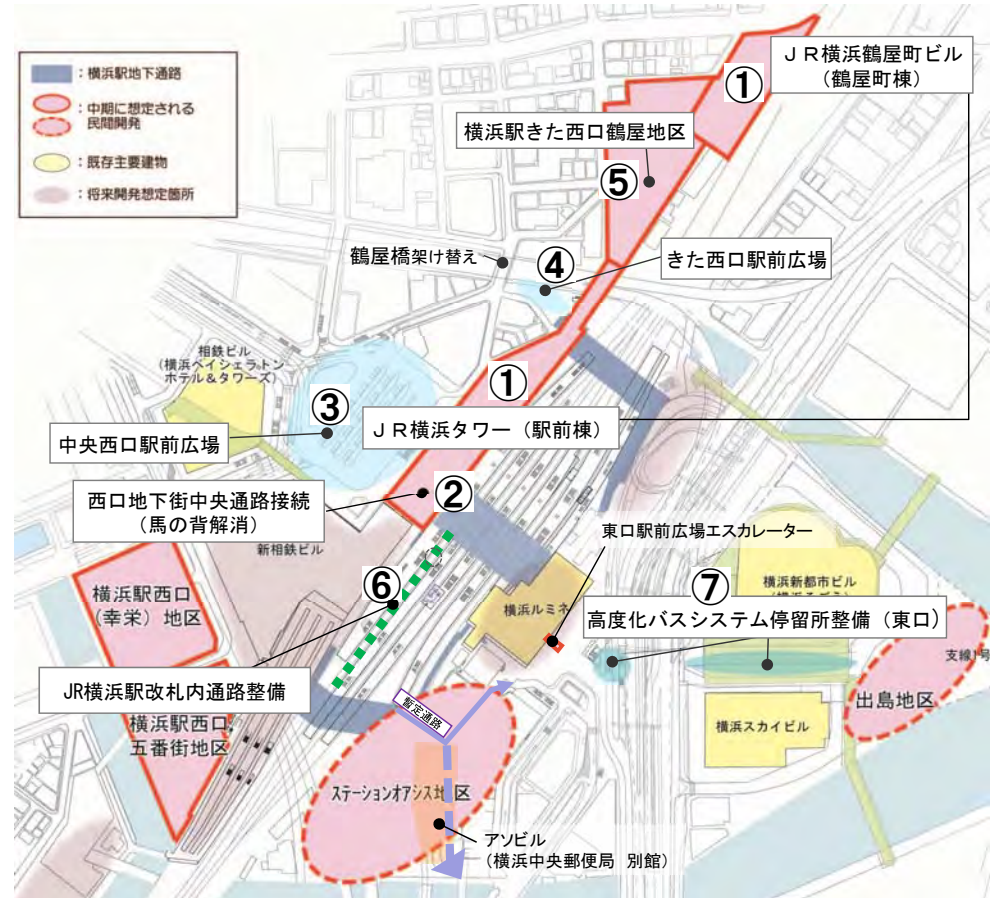 ：横浜駅地下通路
：中期に想定される
民間開発
：既存主要建物
：将来開発想定箇所
ＪＲ横浜鶴屋町ビル
（鶴屋町棟）
①
横浜駅きた西口鶴屋地区
⑤
鶴屋橋架け替え
④
きた西口駅前広場
相鉄ビル
(横浜ベイシェラトン
ホテル&タワーズ)
①
③
ＪＲ横浜タワー（駅前棟）
中央西口駅前広場
西口地下街中央通路接続
（馬の背解消）
②
新相鉄ビル
東口駅前広場エスカレーター
横浜駅西口
(幸栄)地区
⑥
横浜ルミネ
⑦
横浜新都市ビル
高度化バスシステム停留所整備（東口）
支線1号
JR横浜駅改札内通路整備
出島地区
横浜駅西口
五番街地区
暫定通路
横浜スカイビル
ステーションオアシス地区
アソビル
（横浜中央郵便局　別館）